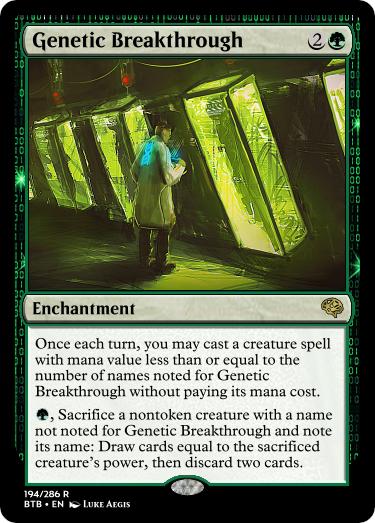 Genetic Breakthrough 2
Enchantment
Once each turn, you may cast a creature spell
with mana value less than or equal to the
number of names noted for Genetic
Breakthrough without paying its mana cost.
, Sacrifice a nontoken creature with a name
not noted for Genetic Breakthrough and note
its name: Draw cards equal to the sacrificed
creature's power, then discard two cards.
194/286 R
BTB • EN Luke Aegis